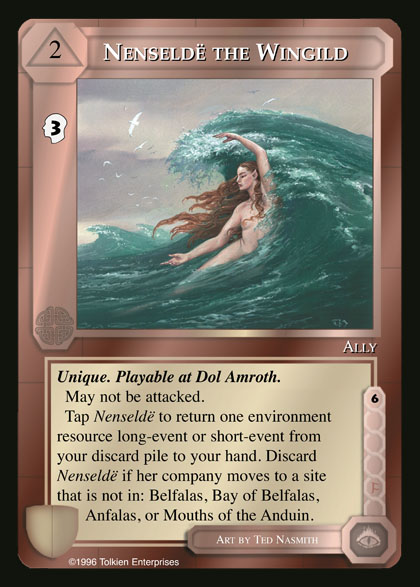 2
NENSELDË THE WINGILD
3
ALLY
Unique. Playable at Dol Amroth.
May not be attacked.
Tap Nenseldë to return one environment
resource long-event or short-event from
your discard pile to your hand. Discard
Nenseldë if her company moves to a site
that is not in: Belfalas, Bay of Belfalas,
Anfalas, or Mouths of the Anduin.
6
ART BY TED NASMITH
©1996 Tolkien Enterprises